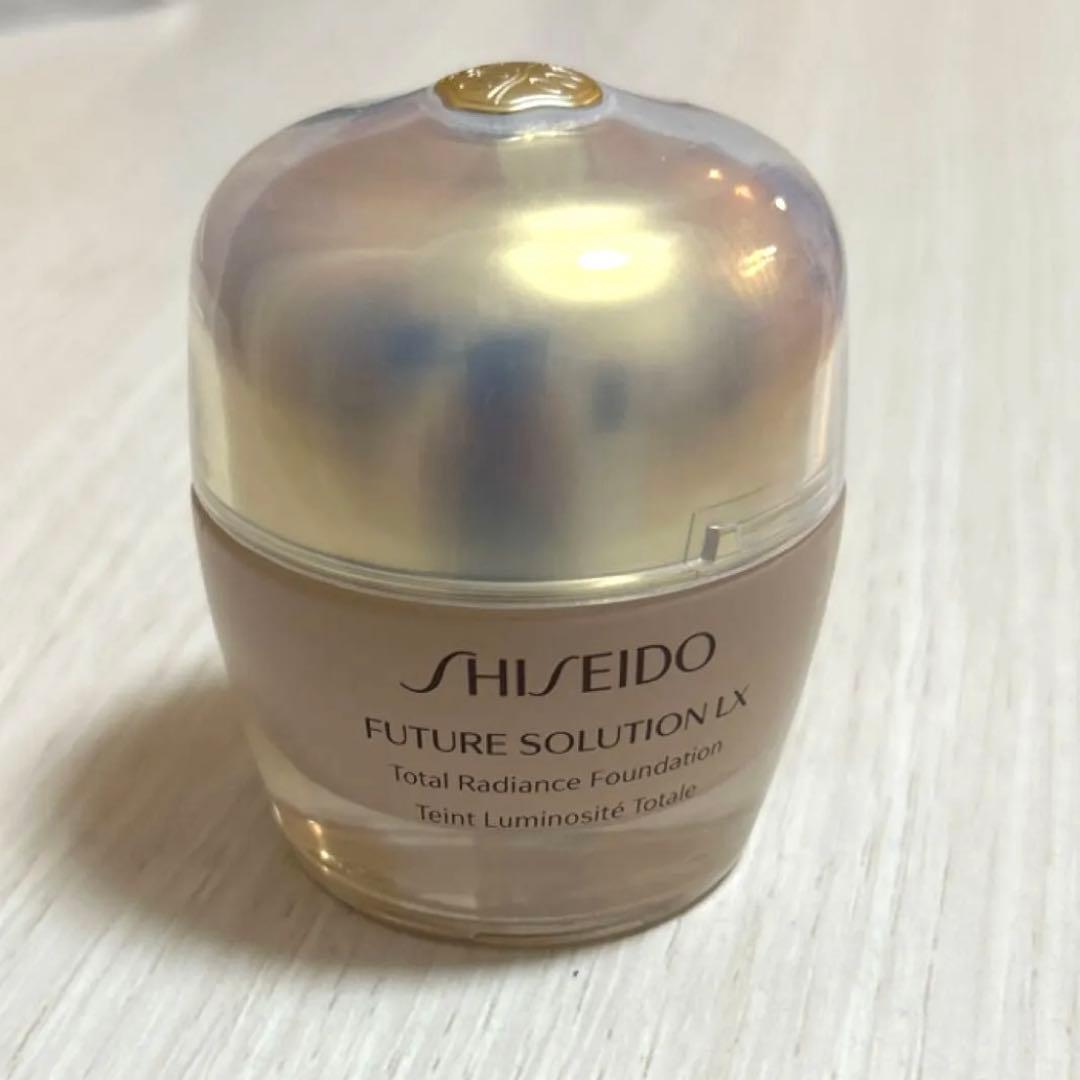 SHISEIDO
FUTURE SOLUTION LX
Total Radiance Foundation
Teint Luminosité Totale